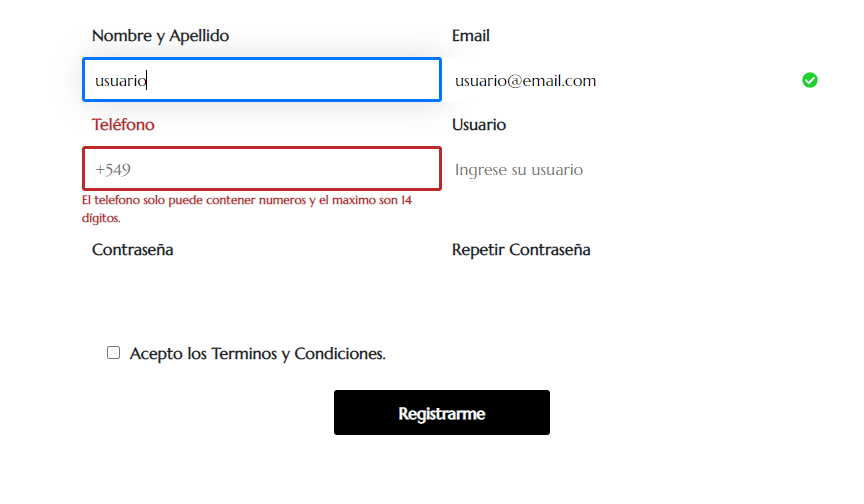 Nombre y Apellido
Email
usuario
usuario@email.com
Teléfono
Usuario
+549
Ingrese su usuario
El telefono solo puede contener numeros y el maximo son 14
dígitos.
Contraseña
Repetir Contraseña
Acepto los Terminos y Condiciones.
Registrarme